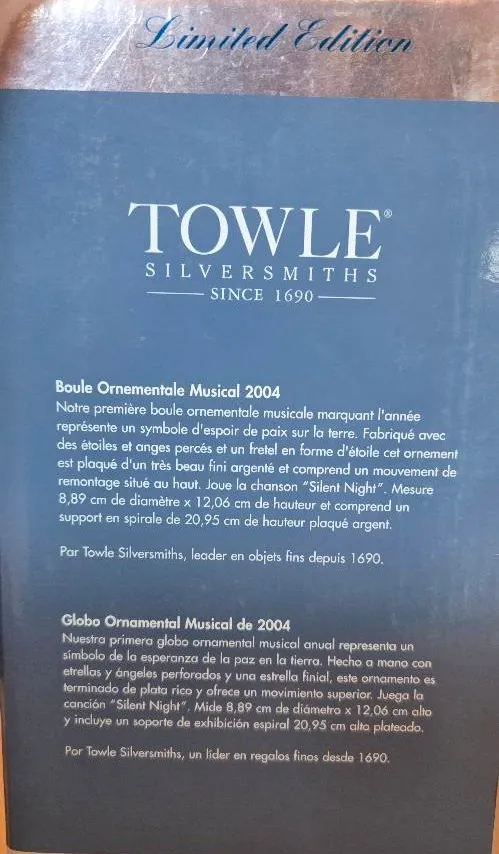 Limited Edition
TOWLE®
SILVERSMITHS
SINCE 1690
Boule Ornementale Musical 2004
Notre première boule ornementale musicale marquant l'année
représente un symbole d'espoir de paix sur la terre. Fabriqué avec
des étoiles et anges percés et un fretel en forme d'étoile cet ornement
est plaqué d'un très beau fini argenté et comprend un mouvement de
remontage situé au haut. Joue la chanson "Silent Night". Mesure
8,89 cm de diamètre x 12,06 cm de hauteur et comprend un
support en spirale de 20,95 cm de hauteur plaqué argent.
Par Towle Silversmiths, leader en objets fins depuis 1690.
Globo Ornamental Musical de 2004
Nuestra primera globo ornamental musical anual representa un
símbolo de la esperanza de la paz en la tierra. Hecho a mano con
etrellas y ángeles perforados y una estrella finial, este ornamento es
terminado de plata rico y ofrece un movimiento superior. Juega la
canción "Silent Night". Mide 8,89 cm de diámetro x 12,06 cm alto
y incluye un soporte de exhibición espiral 20,95 cm alto plateado.
Por Towle Silversmiths, un líder en regalos finos desde 1690.